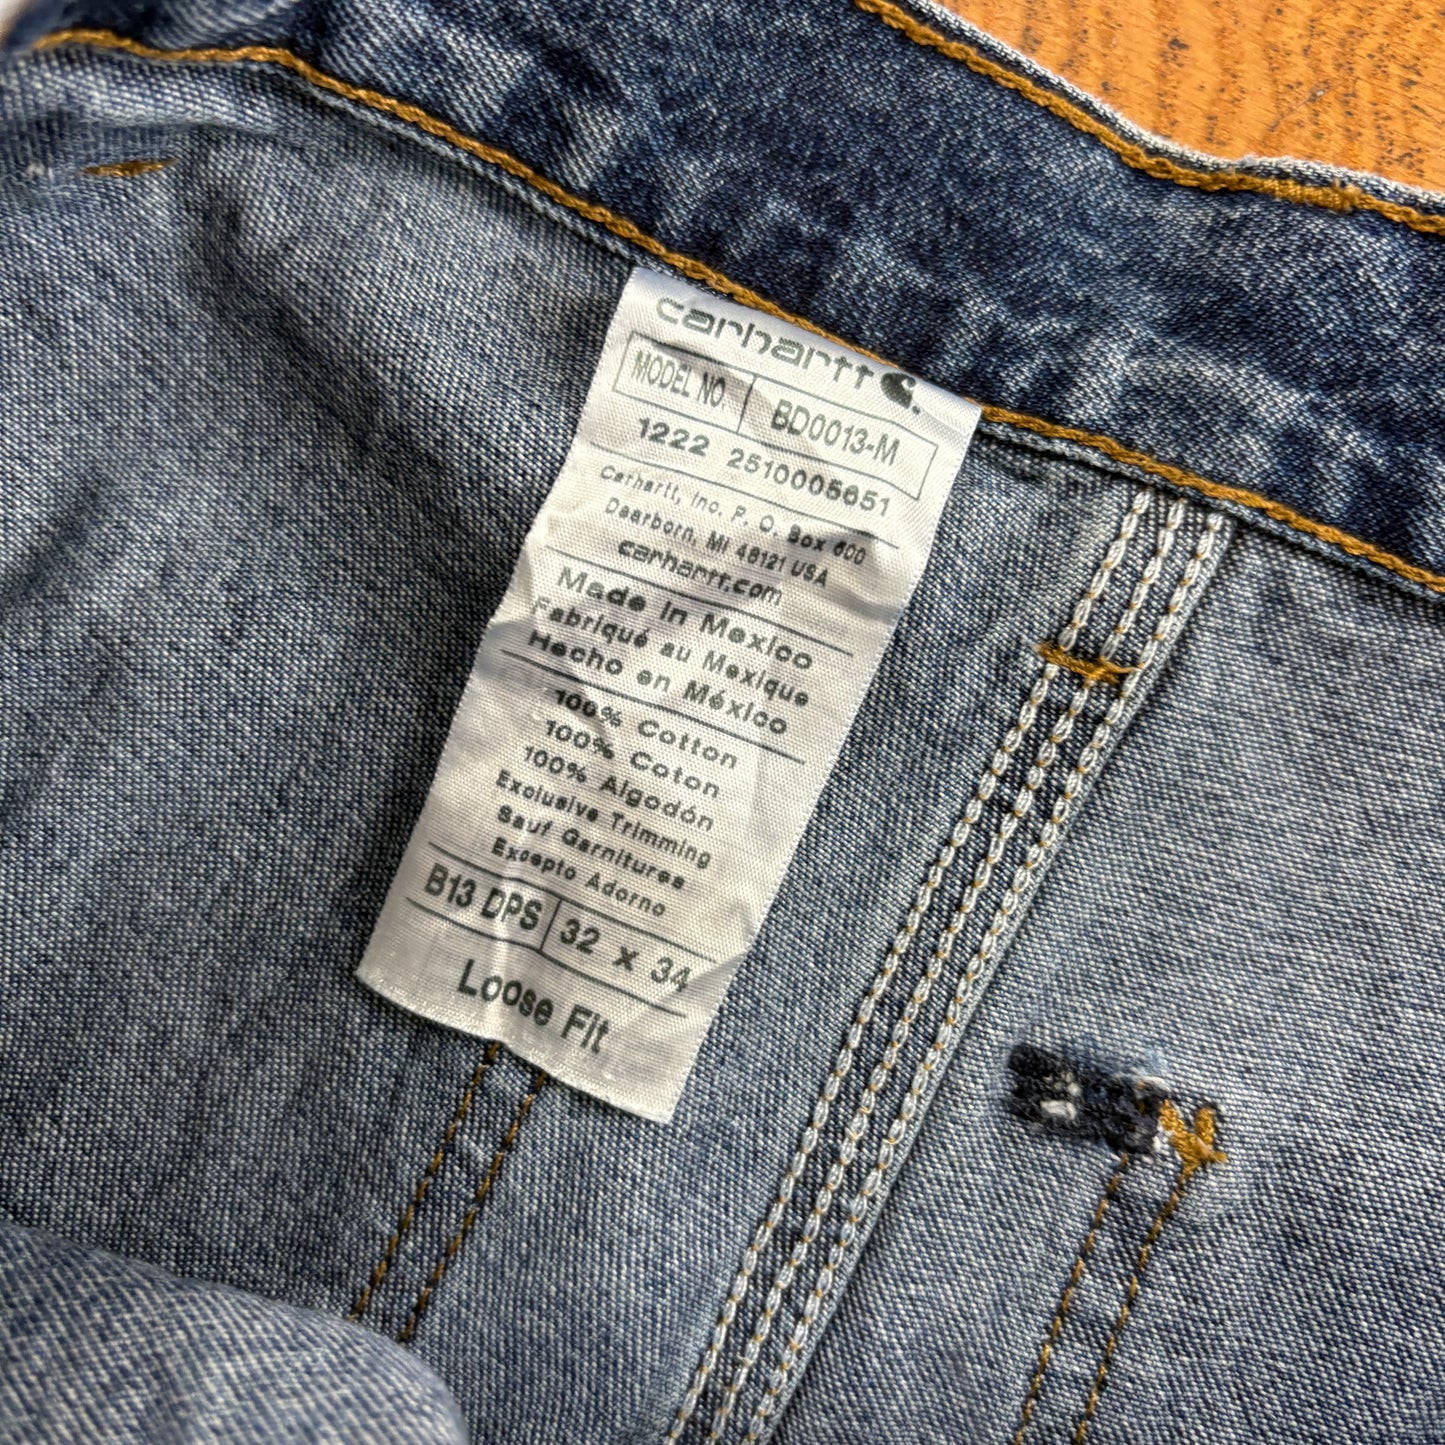 carhartt
MODEL NO. BD0013-M
1222 2510005651
Carhartt, Inc. P. O. Box 600
Dearborn, MI 48121 USA
carhartt.com
Made in Mexico
Fabriqué au Mexique
Hecho en México
100% Cotton
100% Coton
100% Algodón
Exclusive Trimming
Sauf Garnitures
Excepto Adorno
B13 DPS 32 x 34
Loose Fit